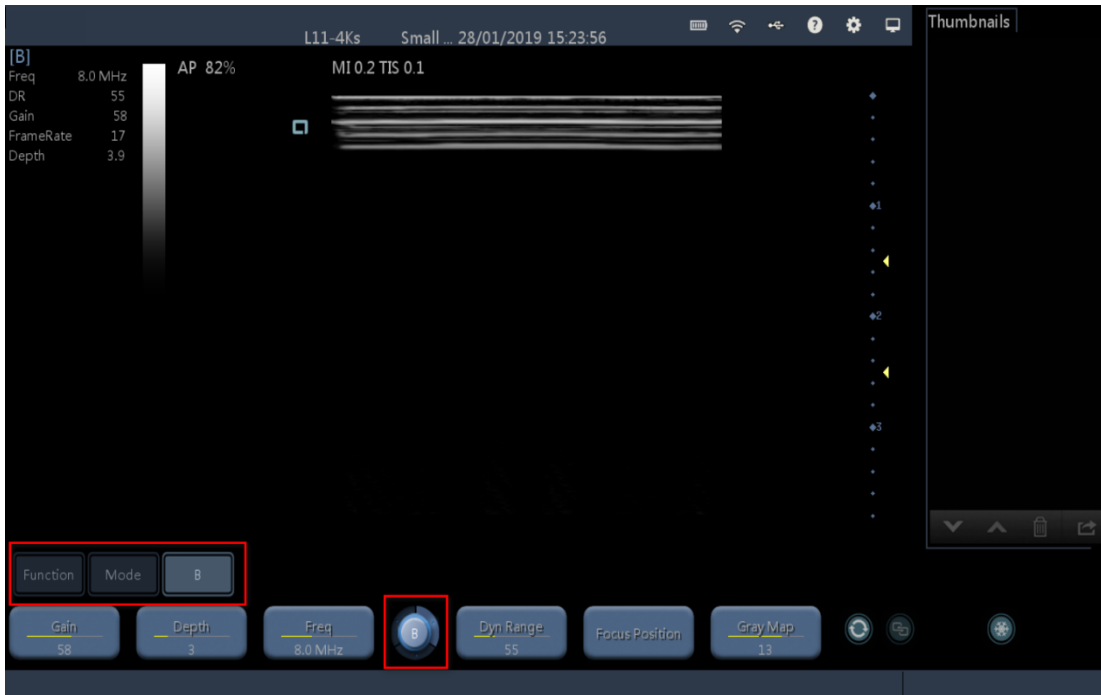 Thumbnails
L11-4Ks Small ... 28/01/2019 15:23:56
[B]
Freq 8.0 MHz
DR 55
Gain 58
FrameRate 17
Depth 3.9
AP 82%
MI 0.2 TIS 0.1
1
2
3
Function Mode B
Gain 58
Depth 3
Freq 8.0 MHz
B
Dyn Range 55
Focus Position
Gray Map 13